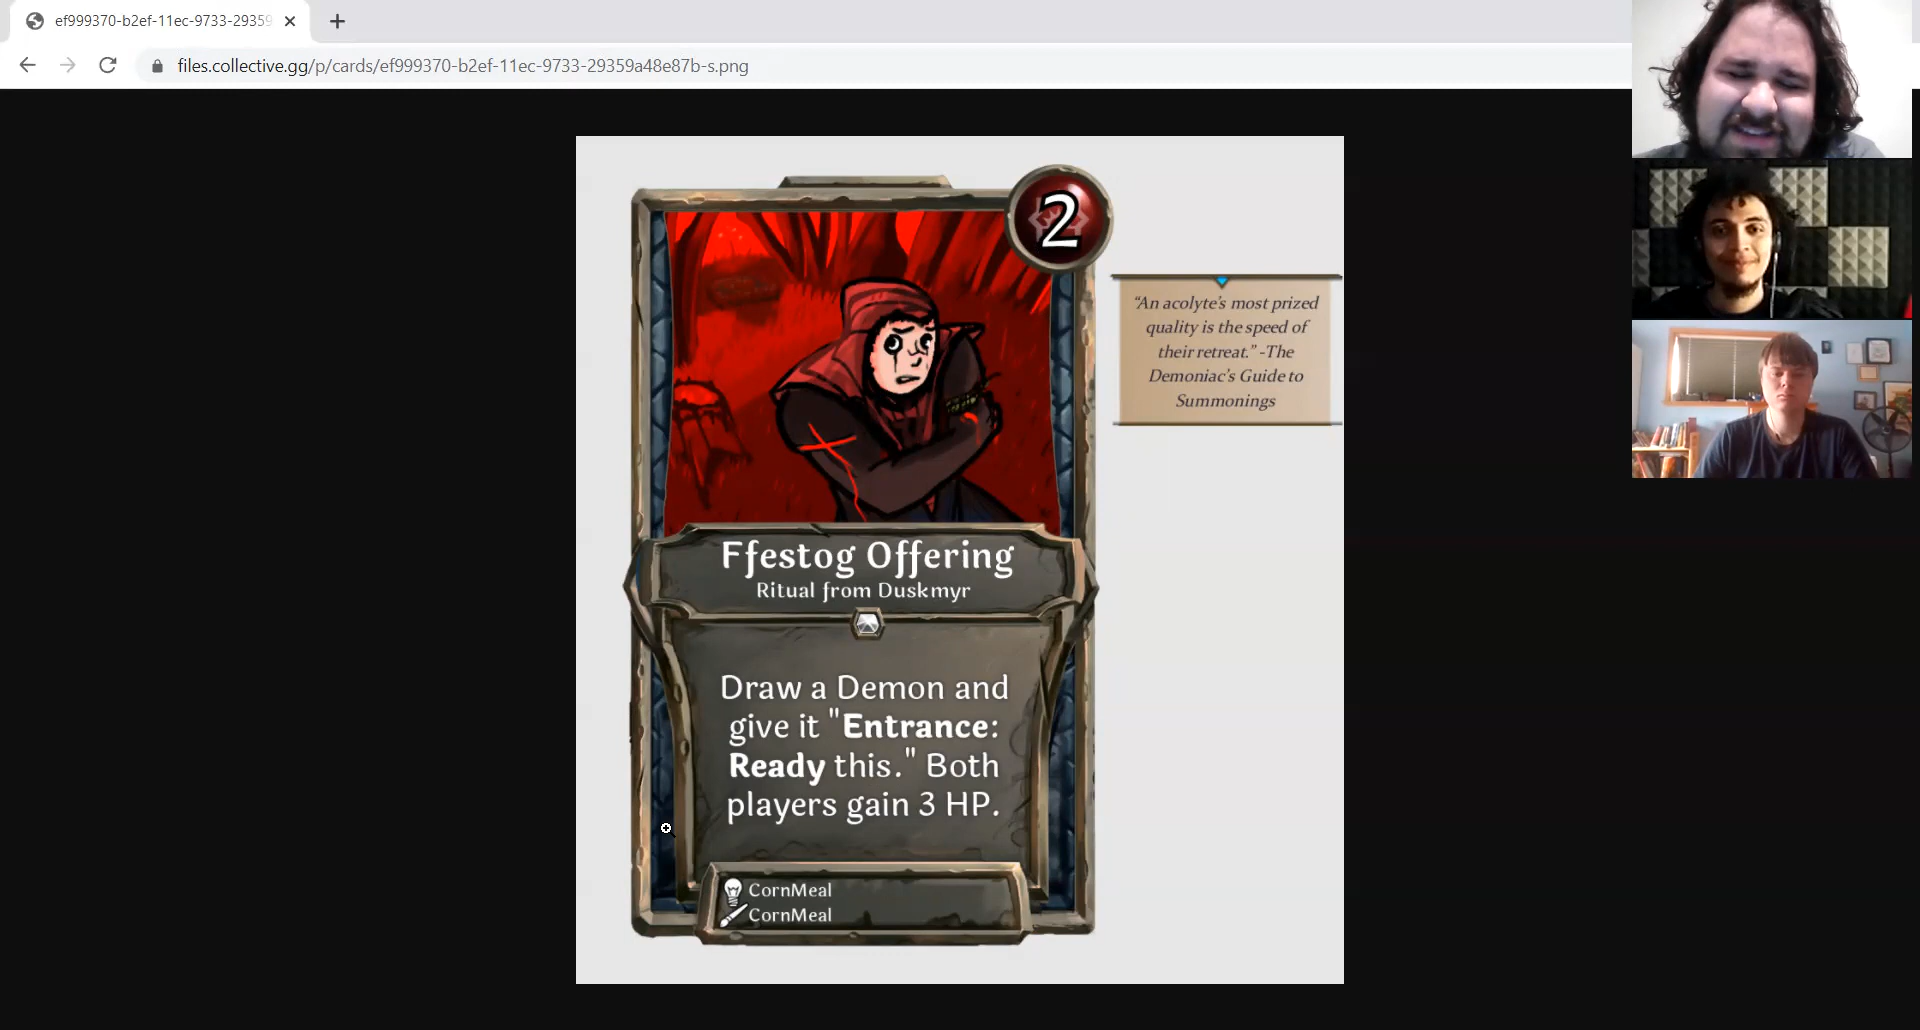 ef999370-b2ef-11ec-9733-29359
files.collective.gg/p/cards/ef999370-b2ef-11ec-9733-29359a48e87b-s.png
2
“An acolyte’s most prized
quality is the speed of
their retreat.” -The
Demoniac’s Guide to
Summonings
Ffestog Offering
Ritual from Duskmyr
Draw a Demon and
give it "Entrance:
Ready this." Both
players gain 3 HP.
CornMeal
CornMeal